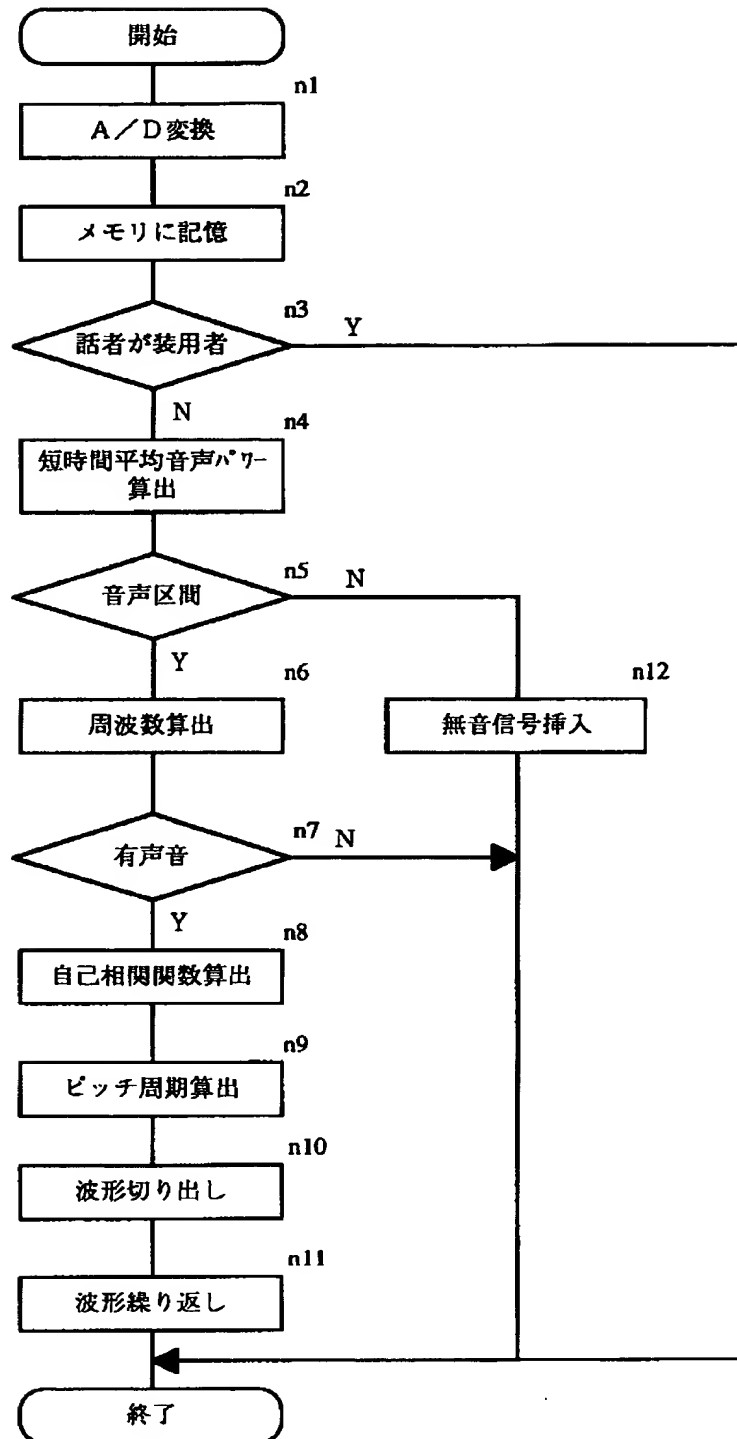 開始
n1
A/D変換
n2
メモリに記憶
n3
話者が装用者
Y
N
n4
短時間平均音声パワー
算出
n5
音声区間
N
Y
n6
周波数算出
n12
無音信号挿入
n7
有声音
N
Y
n8
自己相関関数算出
n9
ピッチ周期算出
n10
波形切り出し
n11
波形繰り返し
終了